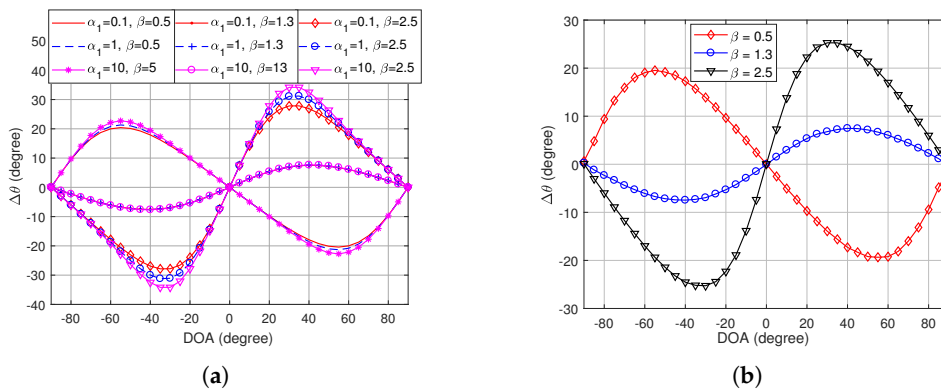 α1=0.1, β=0.5 α1=0.1, β=1.3 α1=0.1, β=2.5
α1=1, β=0.5 α1=1, β=1.3 α1=1, β=2.5
α1=10, β=5 α1=10, β=13 α1=10, β=2.5
50
40
30
20
10
0
-10
-20
-30
-40
Δθ (degree)
-80 -60 -40 -20 0 20 40 60 80
DOA (degree)
(a)
β = 0.5
β = 1.3
β = 2.5
30
20
10
0
-10
-20
-30
Δθ (degree)
-80 -60 -40 -20 0 20 40 60 80
DOA (degree)
(b)